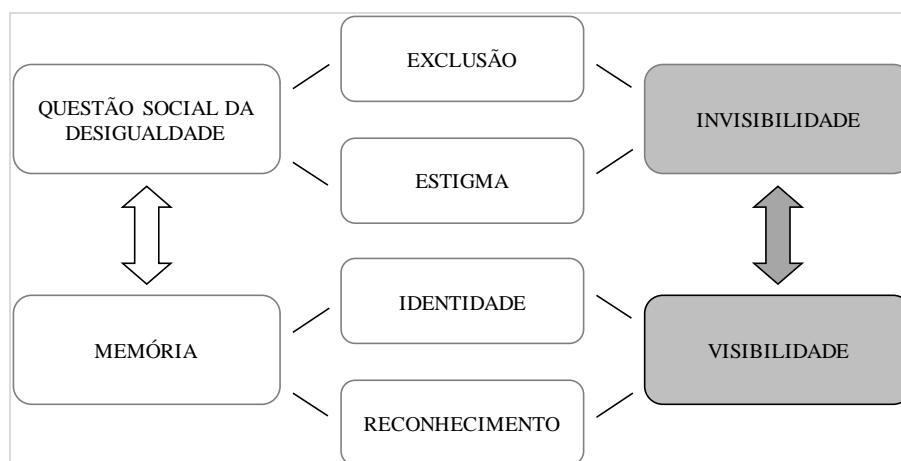 EXCLUSÃO
QUESTÃO SOCIAL DA
DESIGUALDADE
INVISIBILIDADE
ESTIGMA
IDENTIDADE
MEMÓRIA
VISIBILIDADE
RECONHECIMENTO